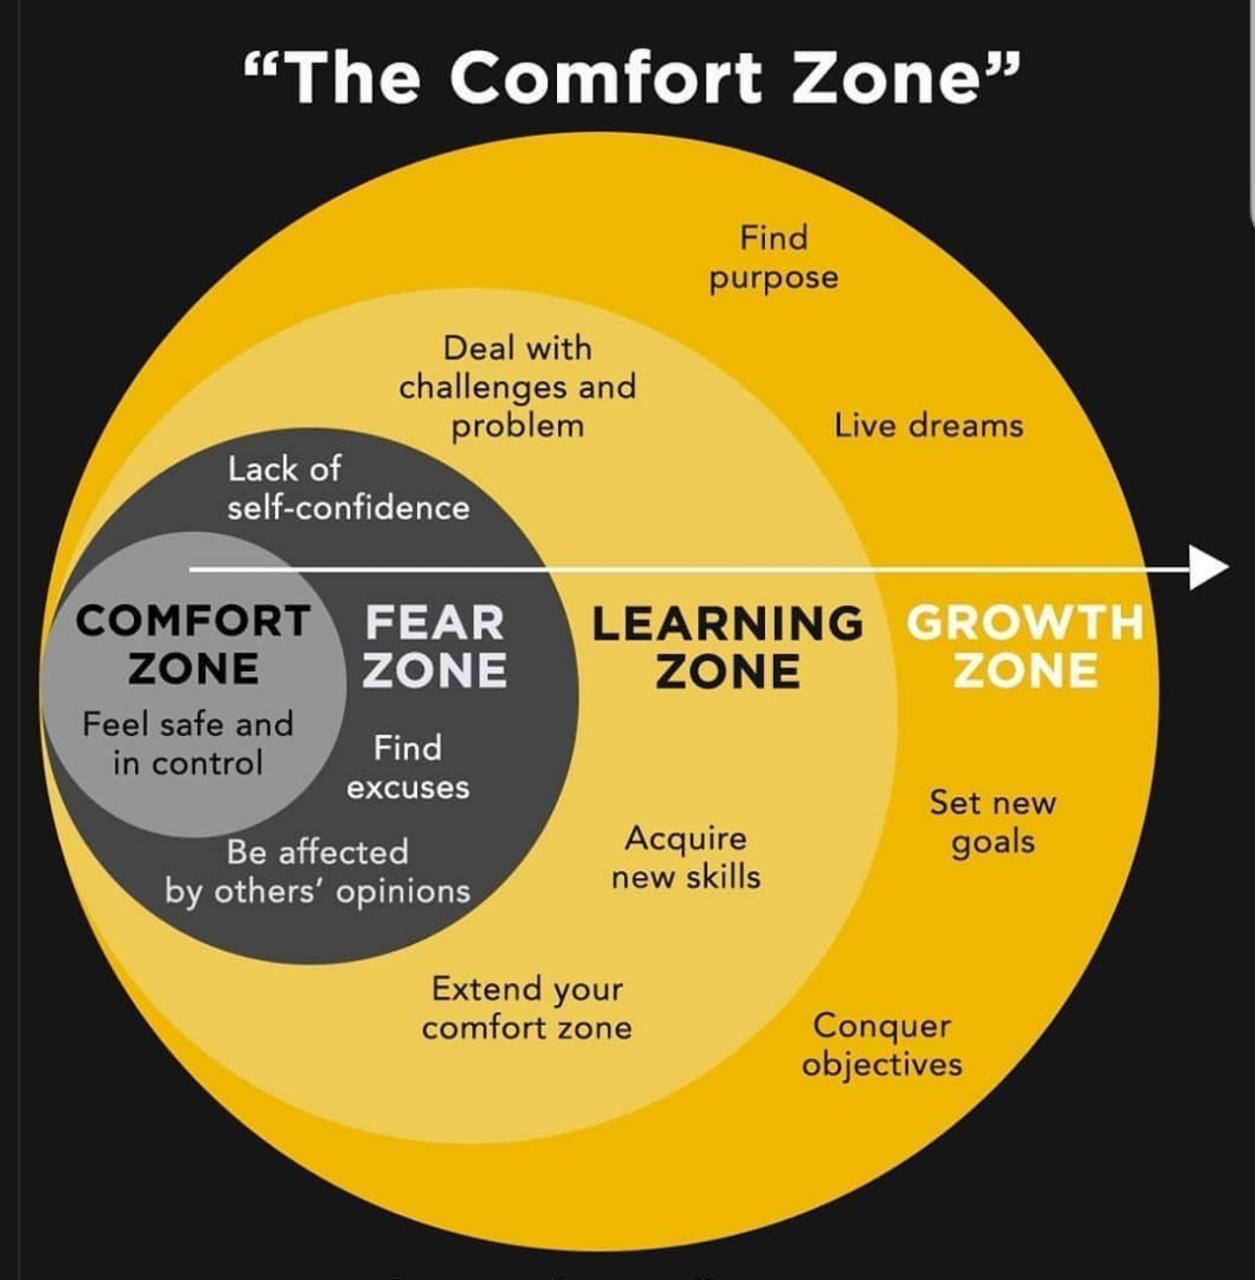 “The Comfort Zone”
Find
purpose
Deal with
challenges and
problem
Live dreams
Lack of
self-confidence
COMFORT
ZONE
Feel safe and
in control
FEAR
ZONE
Find
excuses
Be affected
by others’ opinions
LEARNING
ZONE
Acquire
new skills
Extend your
comfort zone
GROWTH
ZONE
Set new
goals
Conquer
objectives